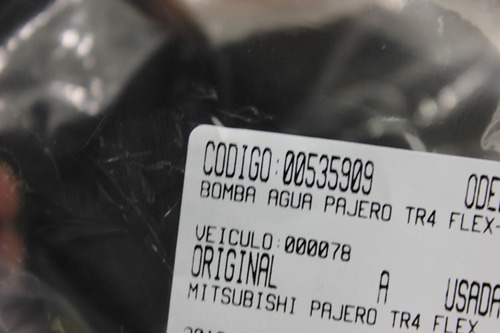 CODIGO:00535909
BOMBA AGUA PAJERO TR4 FLEX-
VEICULO:000078
ORIGINAL A USADA
MITSUBISHI PAJERO TR4 FLEX